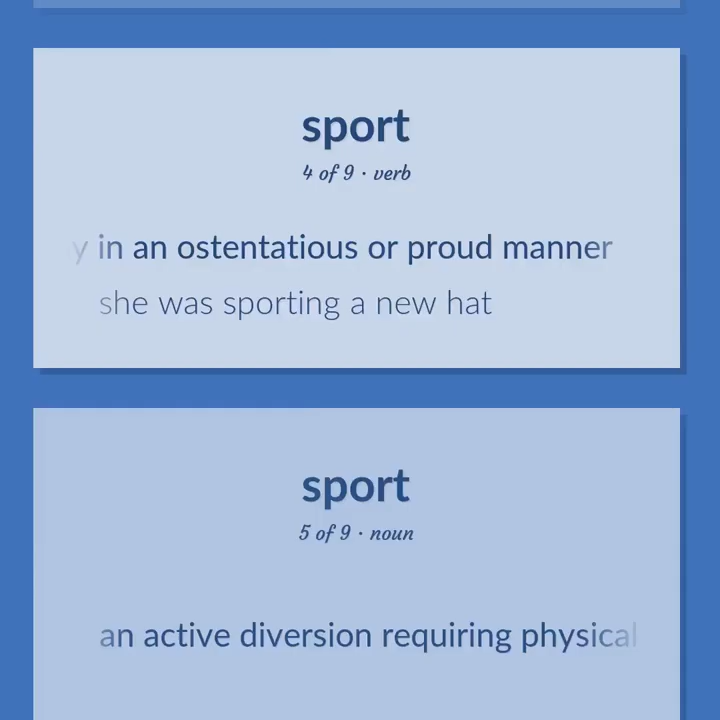 sport
4 of 9 · verb
y in an ostentatious or proud manner
she was sporting a new hat
sport
5 of 9 · noun
an active diversion requiring physical